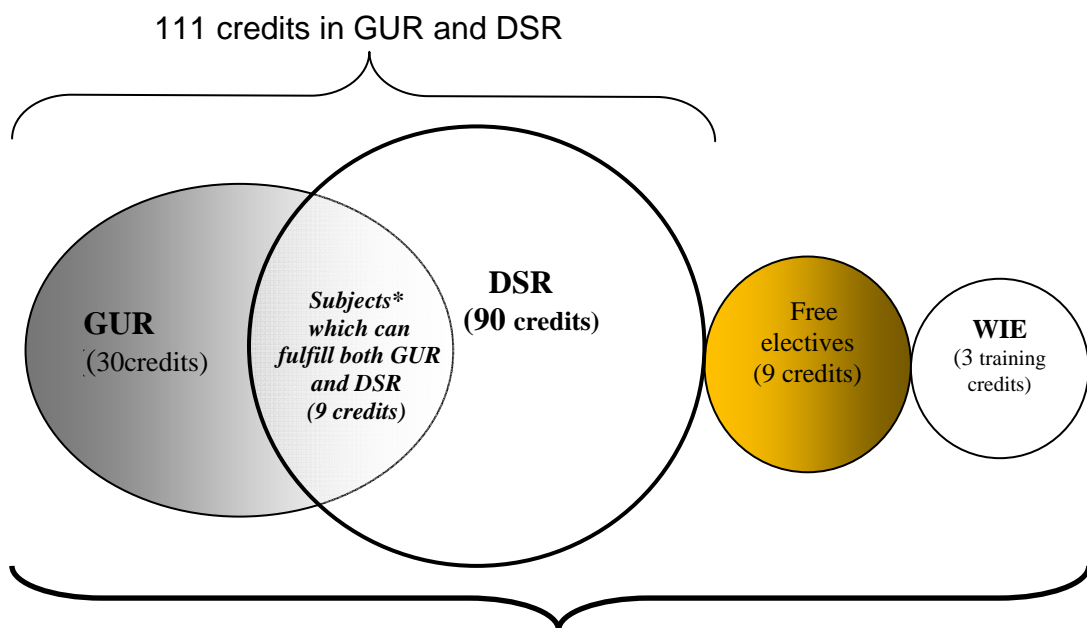 111 credits in GUR and DSR
GUR
(30credits)
Subjects*
which can
fulfill both GUR
and DSR
(9 credits)
DSR
(90 credits)
Free
electives
(9 credits)
WIE
(3 training
credits)